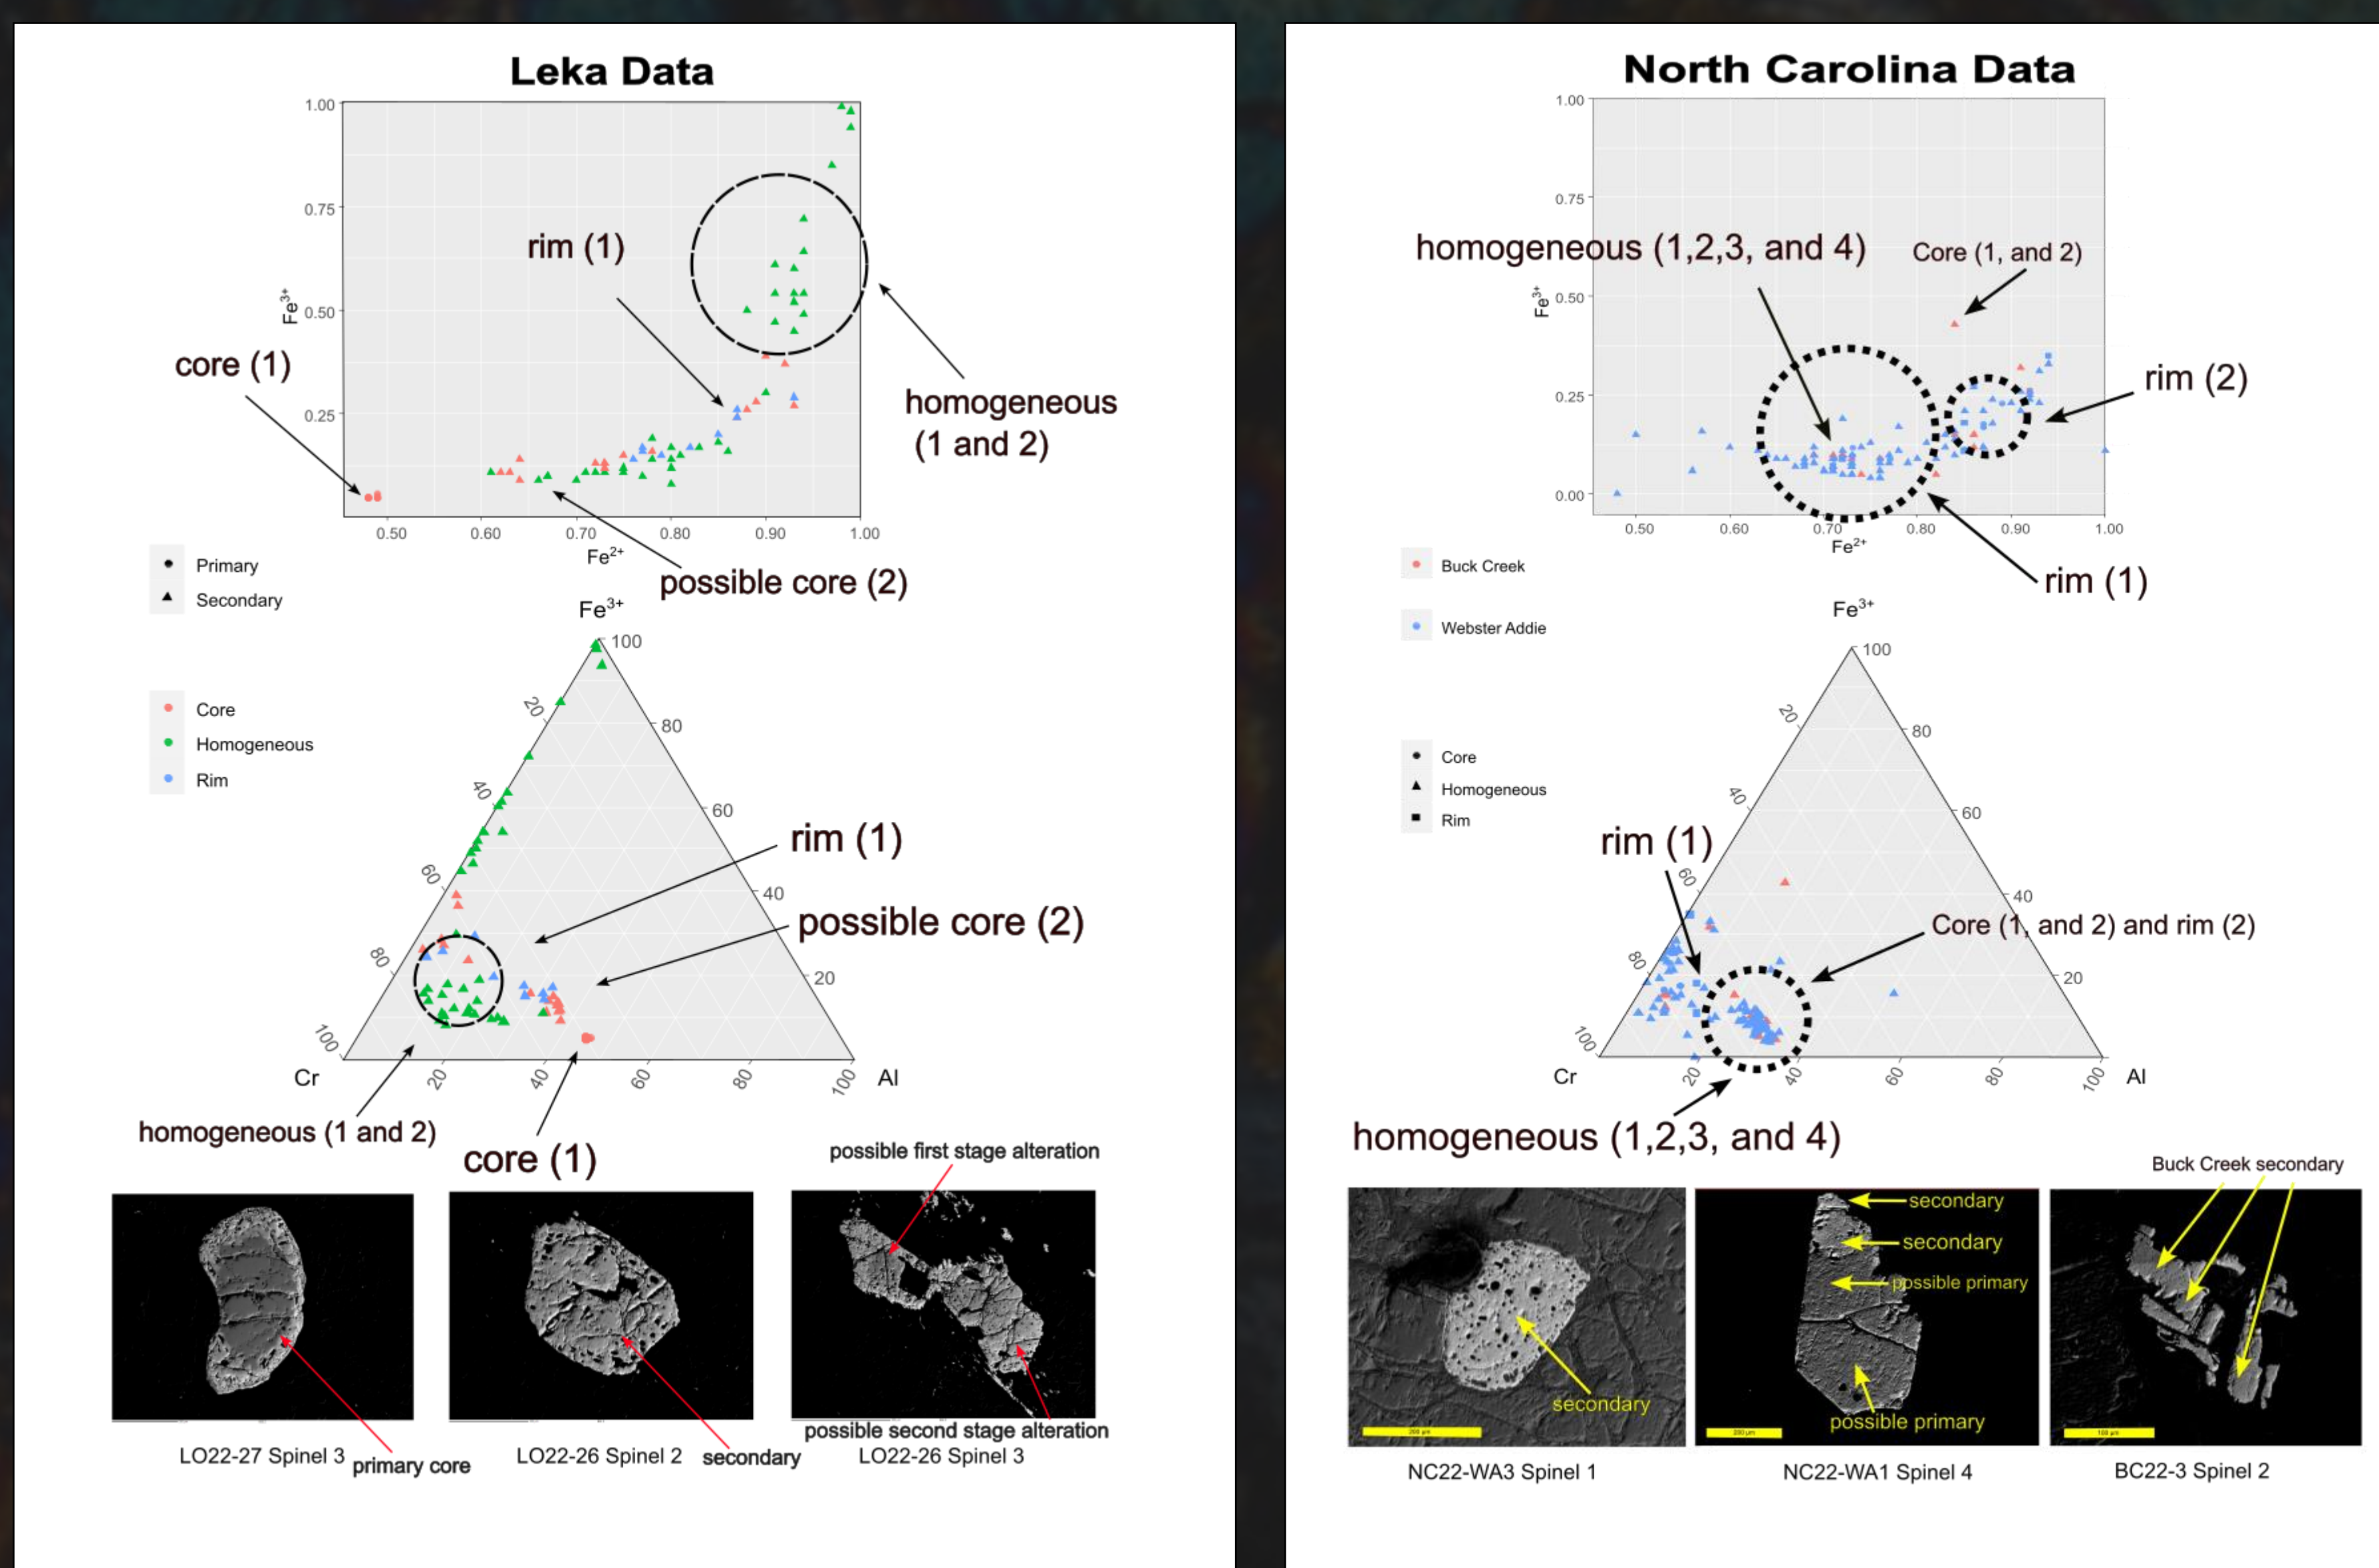 Leka Data
1.00
0.75
0.50
0.25
Fe3+
rim (1)
core (1)
homogeneous
(1 and 2)
0.50 0.60 0.70 0.80 0.90 1.00
Fe2+
possible core (2)
Primary
Secondary
Fe3+
100
80
60
40
20
20
40
60
80
100
Core
Homogeneous
Rim
rim (1)
possible core (2)
Cr
20 40 60 80 100
Al
homogeneous (1 and 2)
core (1)
possible first stage alteration
possible second stage alteration
LO22-27 Spinel 3
primary core
LO22-26 Spinel 2
secondary
LO22-26 Spinel 3
North Carolina Data
1.00
0.75
0.50
0.25
0.00
Fe3+
homogeneous (1,2,3, and 4)
Core (1, and 2)
rim (2)
0.50 0.60 0.70 0.80 0.90 1.00
Fe2+
rim (1)
Buck Creek
Webster Addie
Fe3+
100
80
60
40
20
20
40
60
80
100
Core
Homogeneous
Rim
rim (1)
Core (1, and 2) and rim (2)
Cr
20 40 60 80 100
Al
homogeneous (1,2,3, and 4)
Buck Creek secondary
secondary
secondary
secondary
possible primary
possible primary
200 µm
200 µm
100 µm
NC22-WA3 Spinel 1
NC22-WA1 Spinel 4
BC22-3 Spinel 2